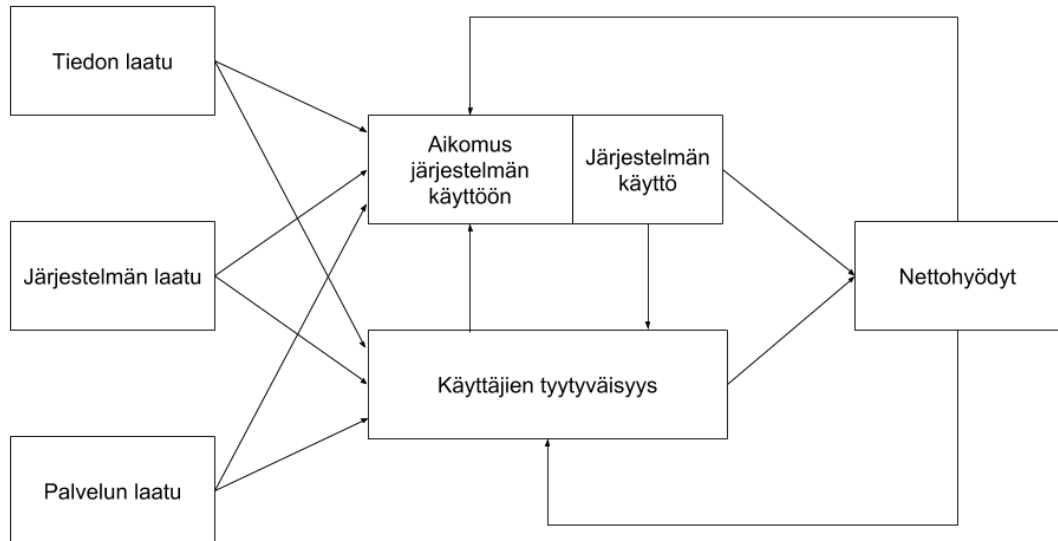 Tiedon laatu
Aikomus
järjestelmän
käyttöön
Järjestelmän
käyttö
Järjestelmän laatu
Nettohyödyt
Käyttäjien tyytyväisyys
Palvelun laatu